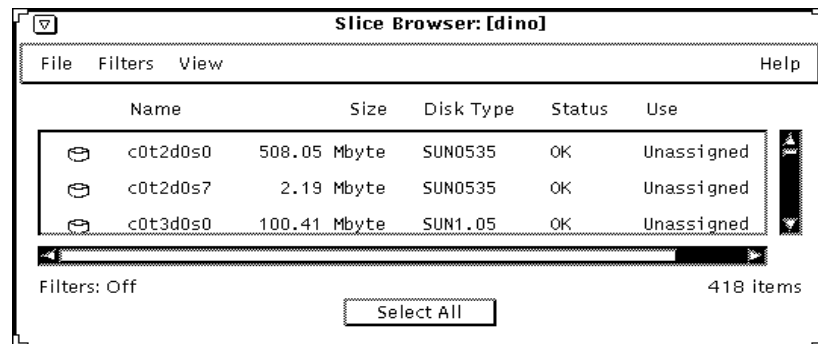 Slice Browser: [dino]
File Filters View Help
Name Size Disk Type Status Use
c0t2d0s0 508.05 Mbyte SUN0535 OK Unassigned
c0t2d0s7 2.19 Mbyte SUN0535 OK Unassigned
c0t3d0s0 100.41 Mbyte SUN1.05 OK Unassigned
Filters: Off 418 items
Select All